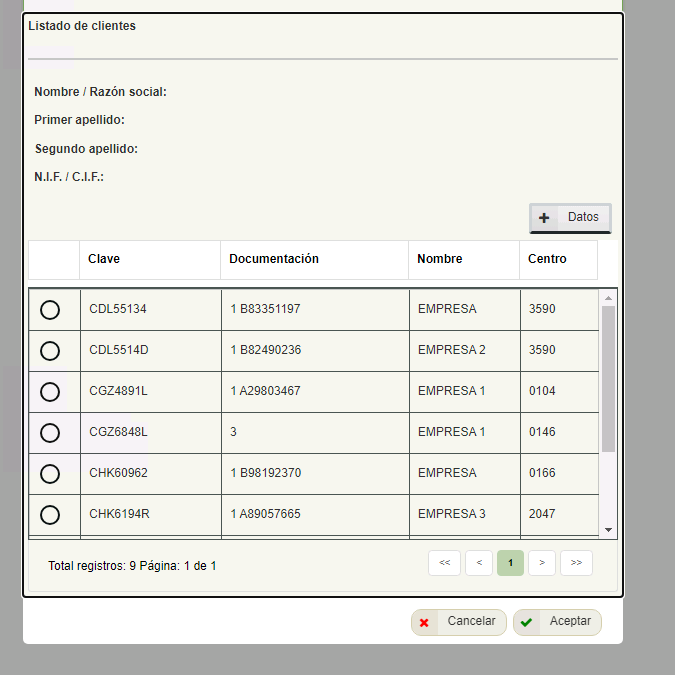 Listado de clientes
Nombre / Razón social:
Primer apellido:
Segundo apellido:
N.I.F. / C.I.F.:
+ Datos
Clave Documentación Nombre Centro
CDL55134 1 B83351197 EMPRESA 3590
CDL5514D 1 B82490236 EMPRESA 2 3590
CGZ4891L 1 A29803467 EMPRESA 1 0104
CGZ6848L 3 EMPRESA 1 0146
CHK60962 1 B98192370 EMPRESA 0166
CHK6194R 1 A89057665 EMPRESA 3 2047
Total registros: 9 Página: 1 de 1 << < 1 > >>
Cancelar Aceptar